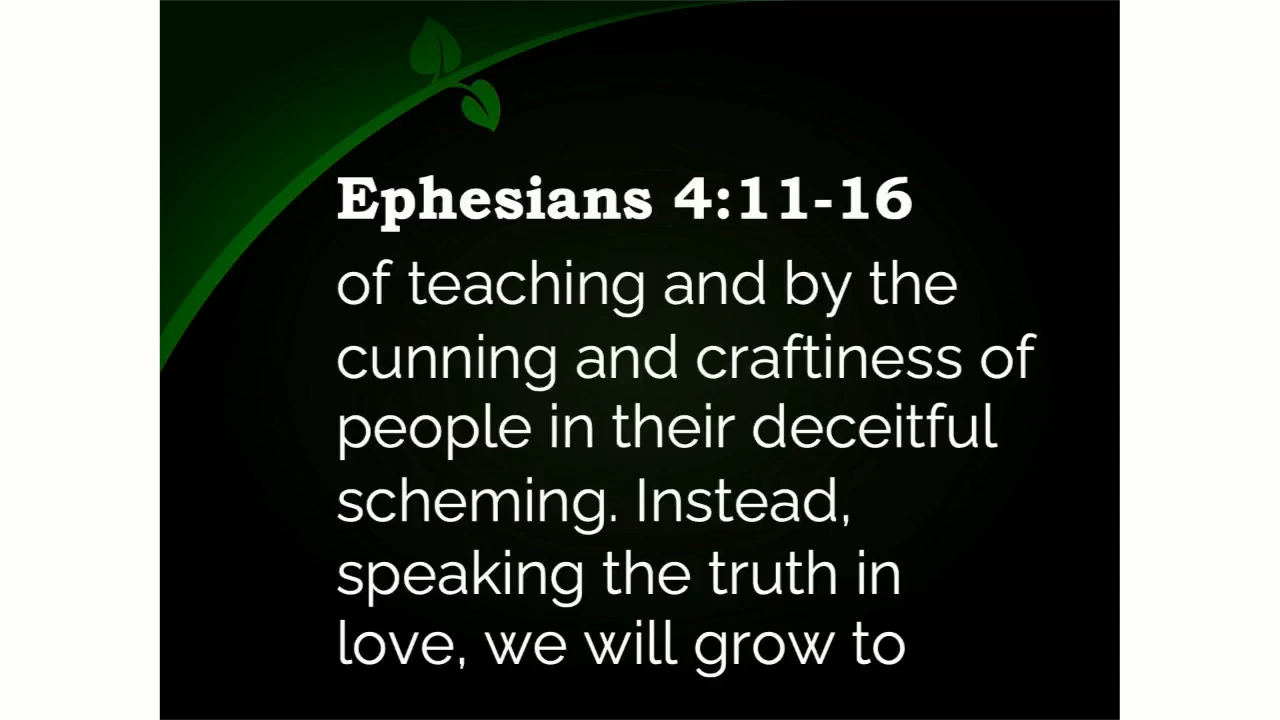 Ephesians 4:11-16
of teaching and by the
cunning and craftiness of
people in their deceitful
scheming. Instead,
speaking the truth in
love, we will grow to